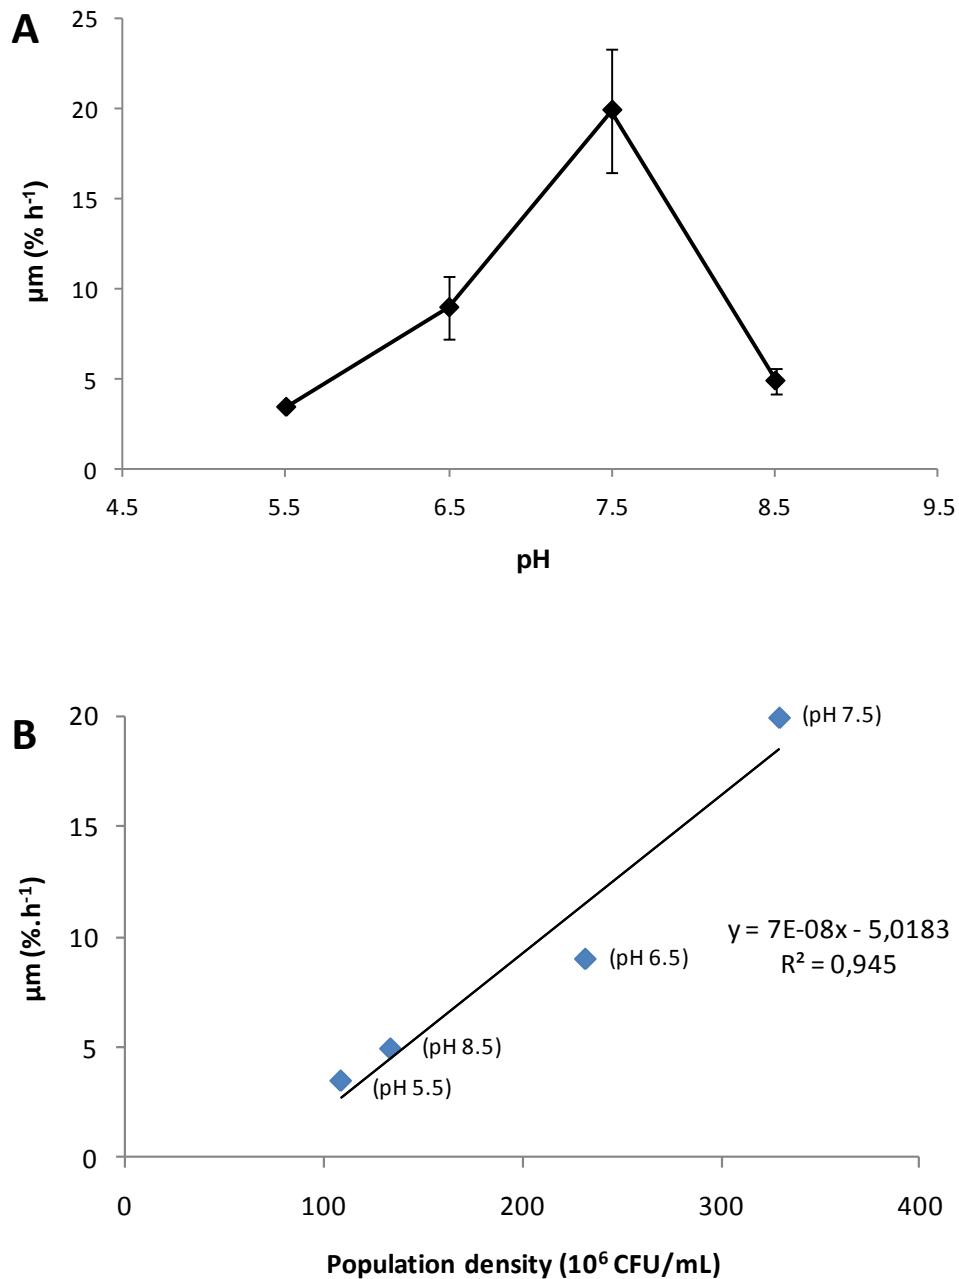 A
25
20
15
10
5
0
µm (% h-1)
4.5 5.5 6.5 7.5 8.5 9.5
pH
B
20
15
10
5
0
µm (%.h-1)
(pH 7.5)
y = 7E-08x - 5,0183
R² = 0,945
(pH 6.5)
(pH 8.5)
(pH 5.5)
0 100 200 300 400
Population density (10⁶ CFU/mL)